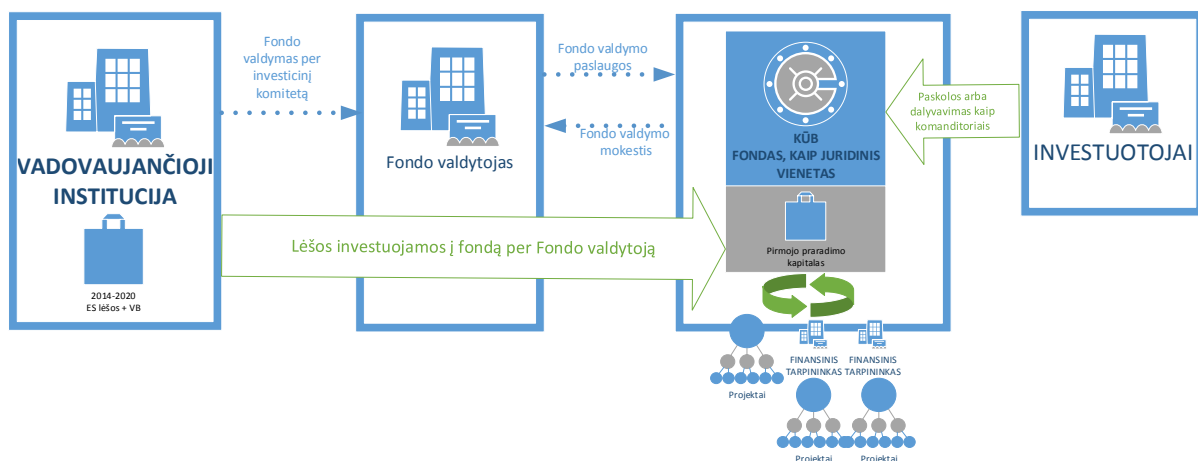 VADOVAUJANČIOJI
INSTITUCIJA
2014-2020
ES lėšos + VB
Fondo
valdymas per
investicinį
komitetą
Fondo valdytojas
Fondo valdymo
paslaugos
Fondo valdymo
mokestis
Lėšos investuojamos į fondą per Fondo valdytoją
KŪB
FONDAS, KAIP JURIDINIS
VIENETAS
Pirmojo praradimo
kapitalas
Paskolos arba
dalyvavimas kaip
komanditoriais
INVESTUOTOJAI
Projektai
FINANSINIS
TARPININKAS
Projektai
FINANSINIS
TARPININKAS
Projektai